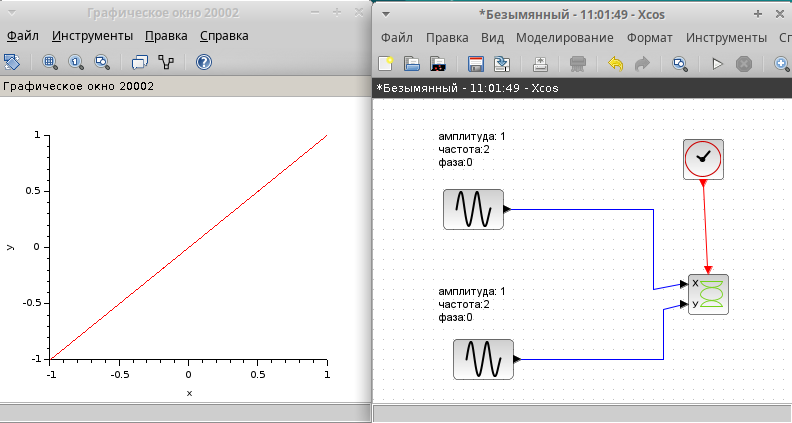 Графическое окно 20002
Файл Инструменты Правка Справка
Графическое окно 20002
1
0.5
0
-0.5
-1
y
-1 -0.5 0 0.5 1
x
*Безымянный - 11:01:49 - Xcos
Файл Правка Вид Моделирование Формат Инструменты Сп
*Безымянный - 11:01:49 - Xcos
амплитуда: 1
частота:2
фаза:0
X
У
амплитуда: 1
частота:2
фаза:0